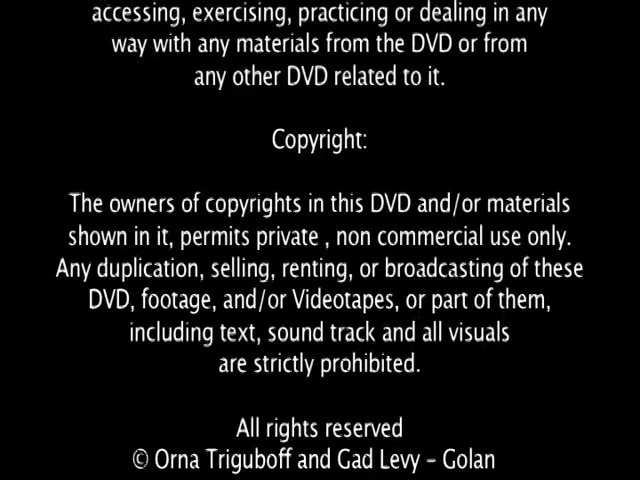 accessing, exercising, practicing or dealing in any
way with any materials from the DVD or from
any other DVD related to it.
Copyright:
The owners of copyrights in this DVD and/or materials
shown in it, permits private , non commercial use only.
Any duplication, selling, renting, or broadcasting of these
DVD, footage, and/or Videotapes, or part of them,
including text, sound track and all visuals
are strictly prohibited.
All rights reserved
© Orna Triguboff and Gad Levy – Golan